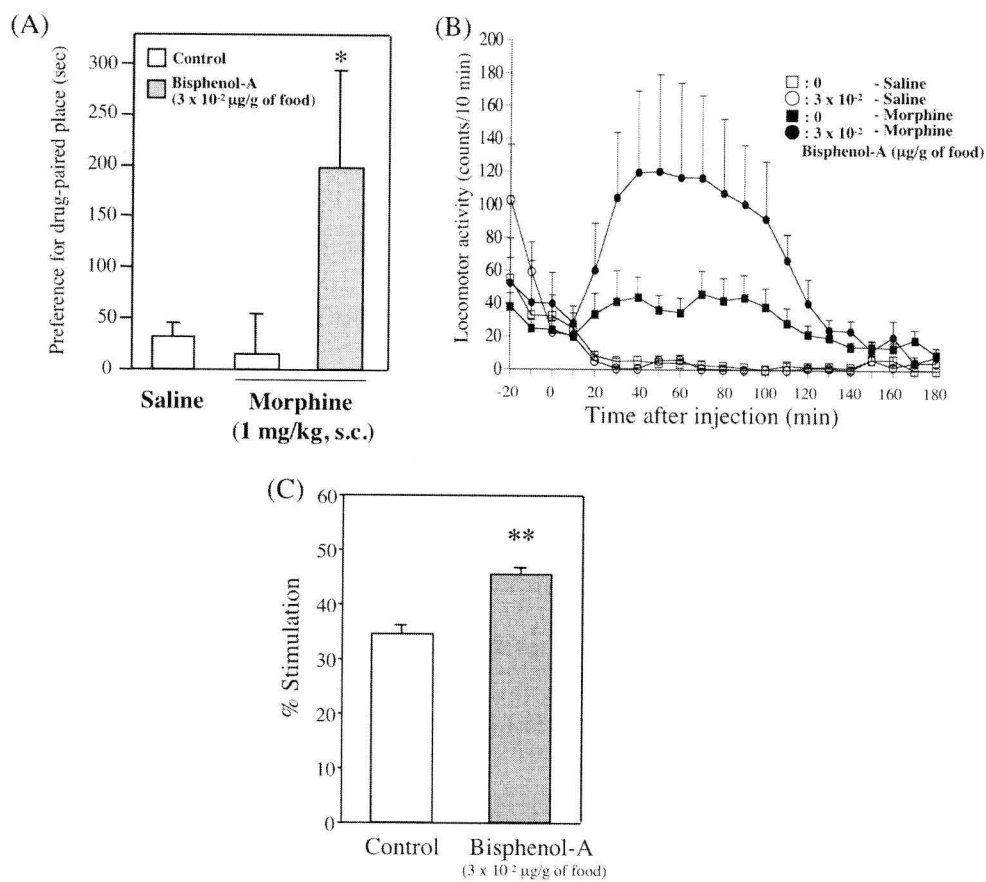 (A)
Preference for drug-paired place (sec)
300
250
200
150
100
50
0
Control
Bisphenol-A
(3 x 10⁻² μg/g of food)
*
Saline
Morphine
(1 mg/kg, s.c.)
(B)
Locomotor activity (counts/10 min)
200
180
160
140
120
100
80
60
40
20
0
: 0 - Saline
: 3 x 10⁻² - Saline
: 0 - Morphine
: 3 x 10⁻² - Morphine
Bisphenol-A (μg/g of food)
-20 0 20 40 60 80 100 120 140 160 180
Time after injection (min)
(C)
% Stimulation
60
50
40
30
20
10
0
**
Control
Bisphenol-A
(3 x 10⁻² μg/g of food)